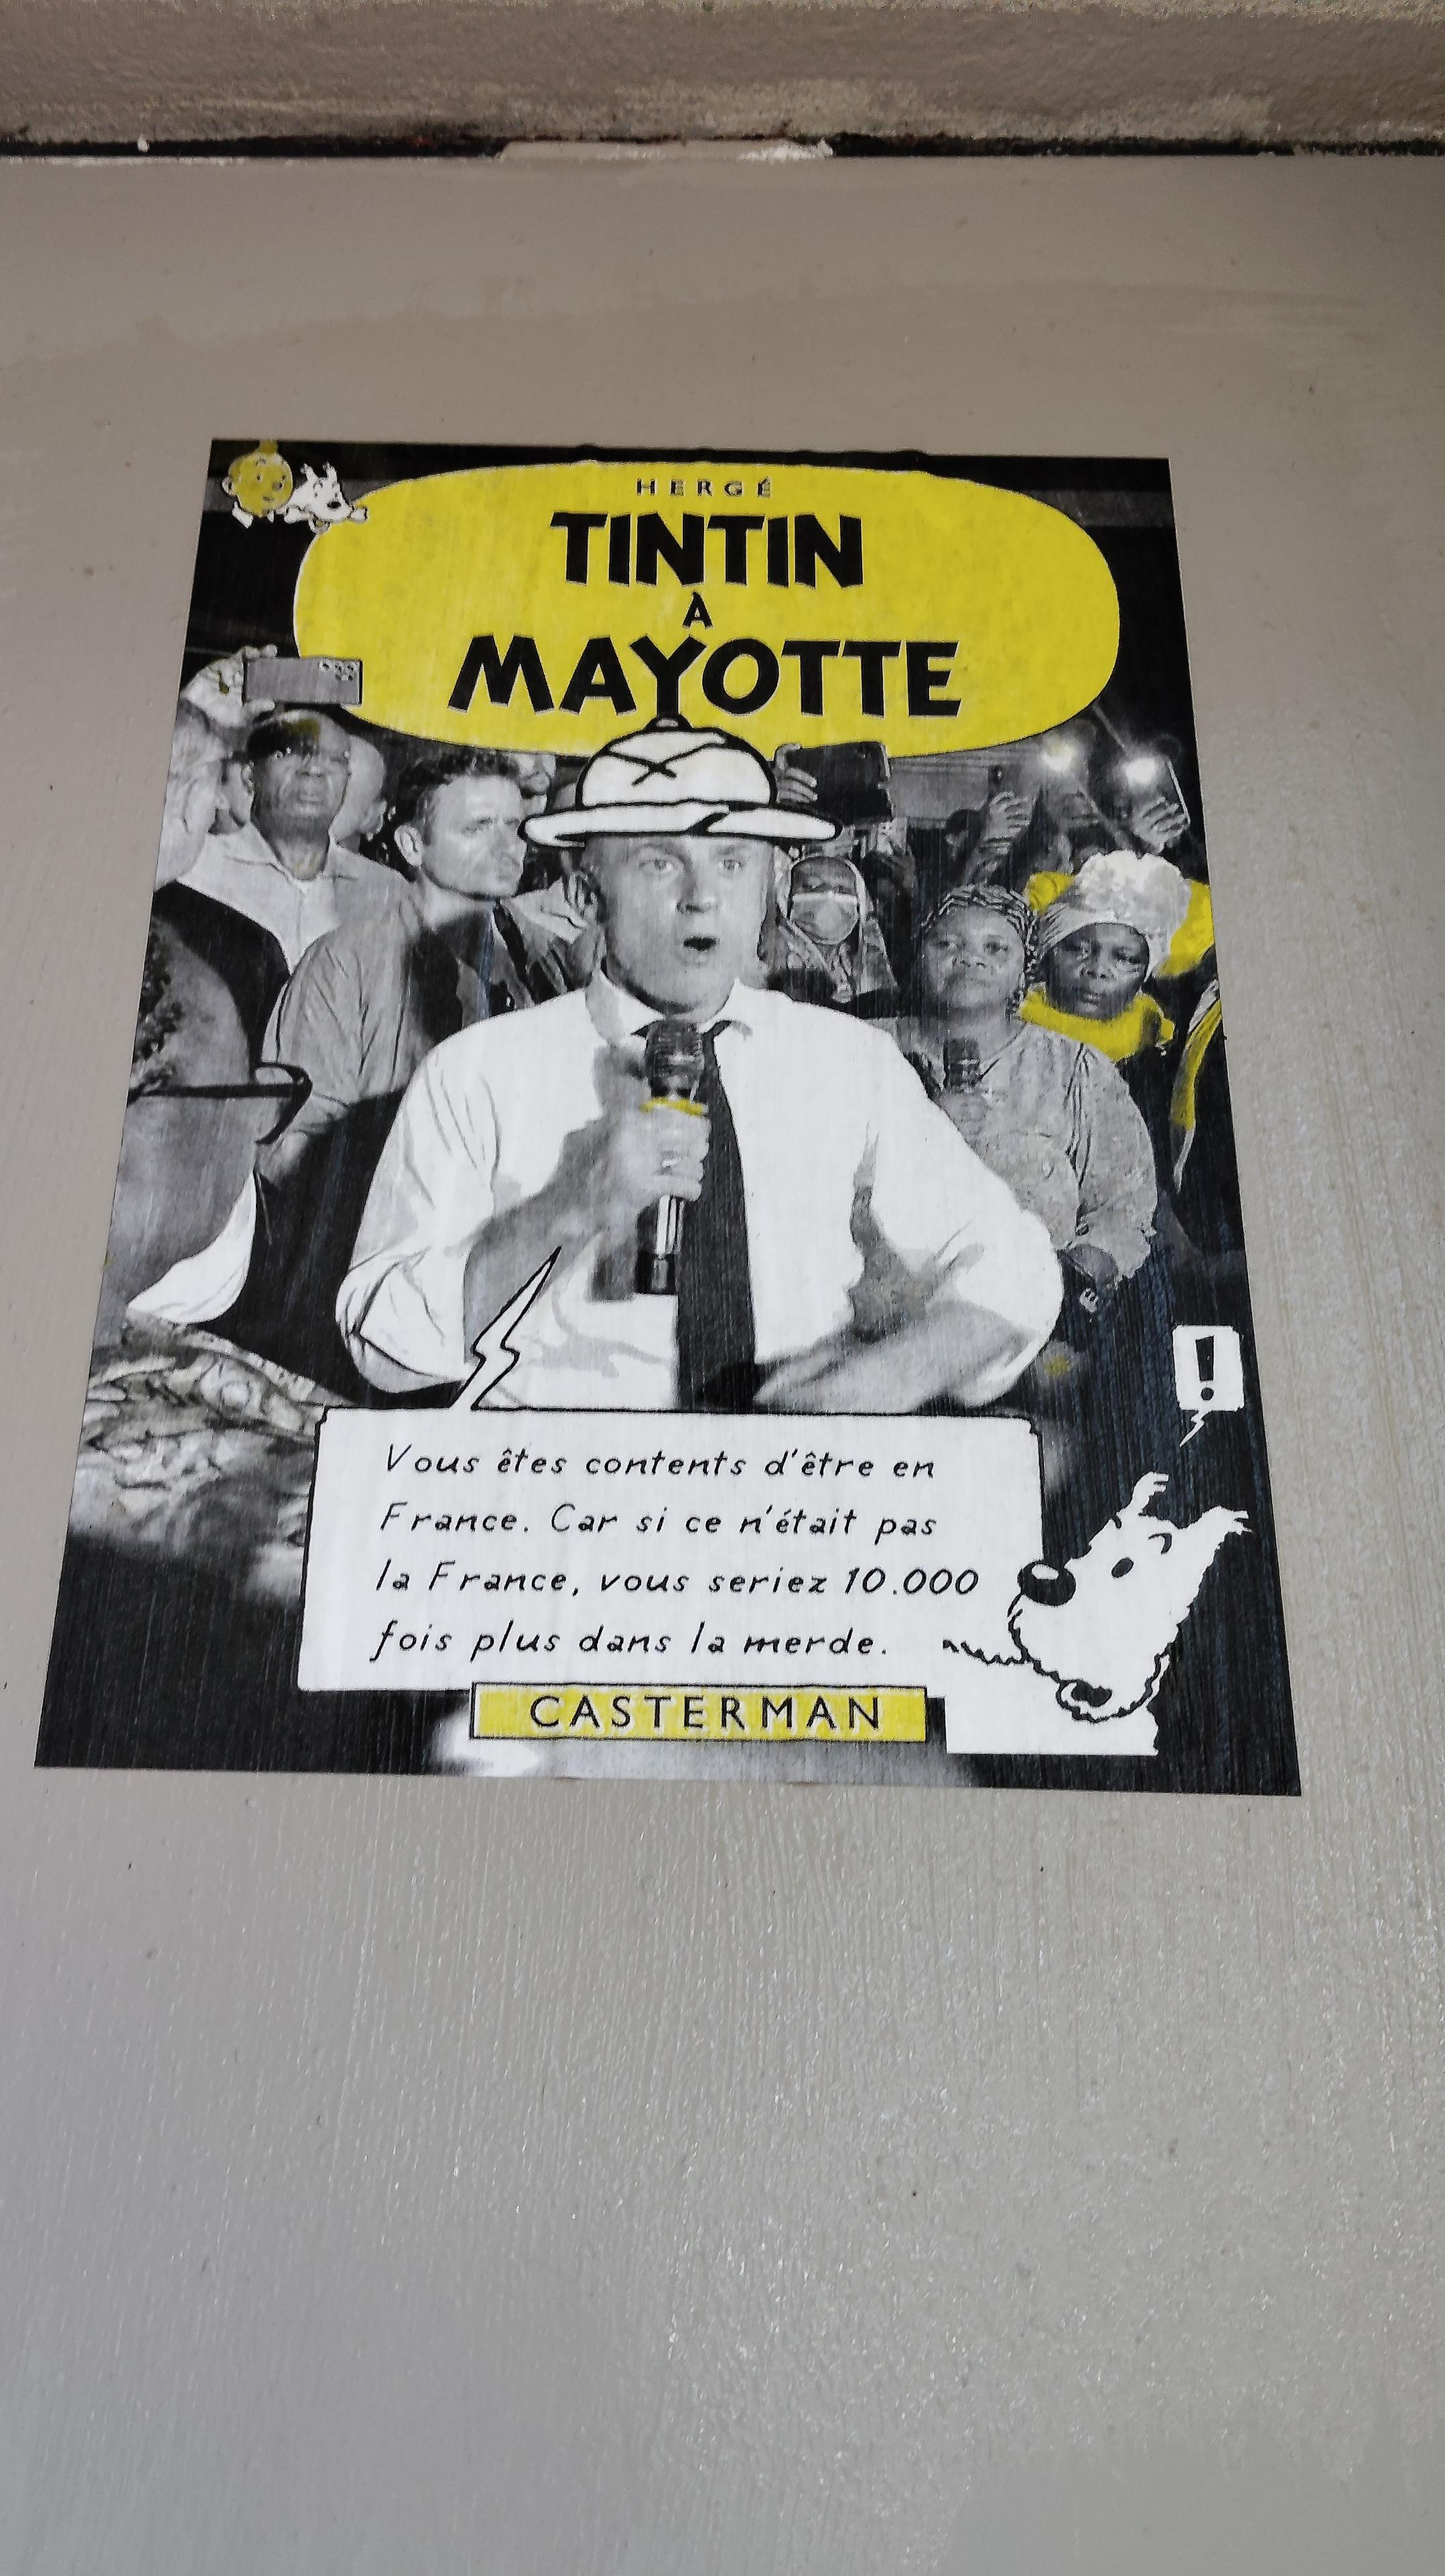 HERGÉ
TINTIN
A
MAYOTTE
!
Vous êtes contents d'être en
France. Car si ce n'était pas
la France, vous seriez 10.000
fois plus dans la merde.
CASTERMAN